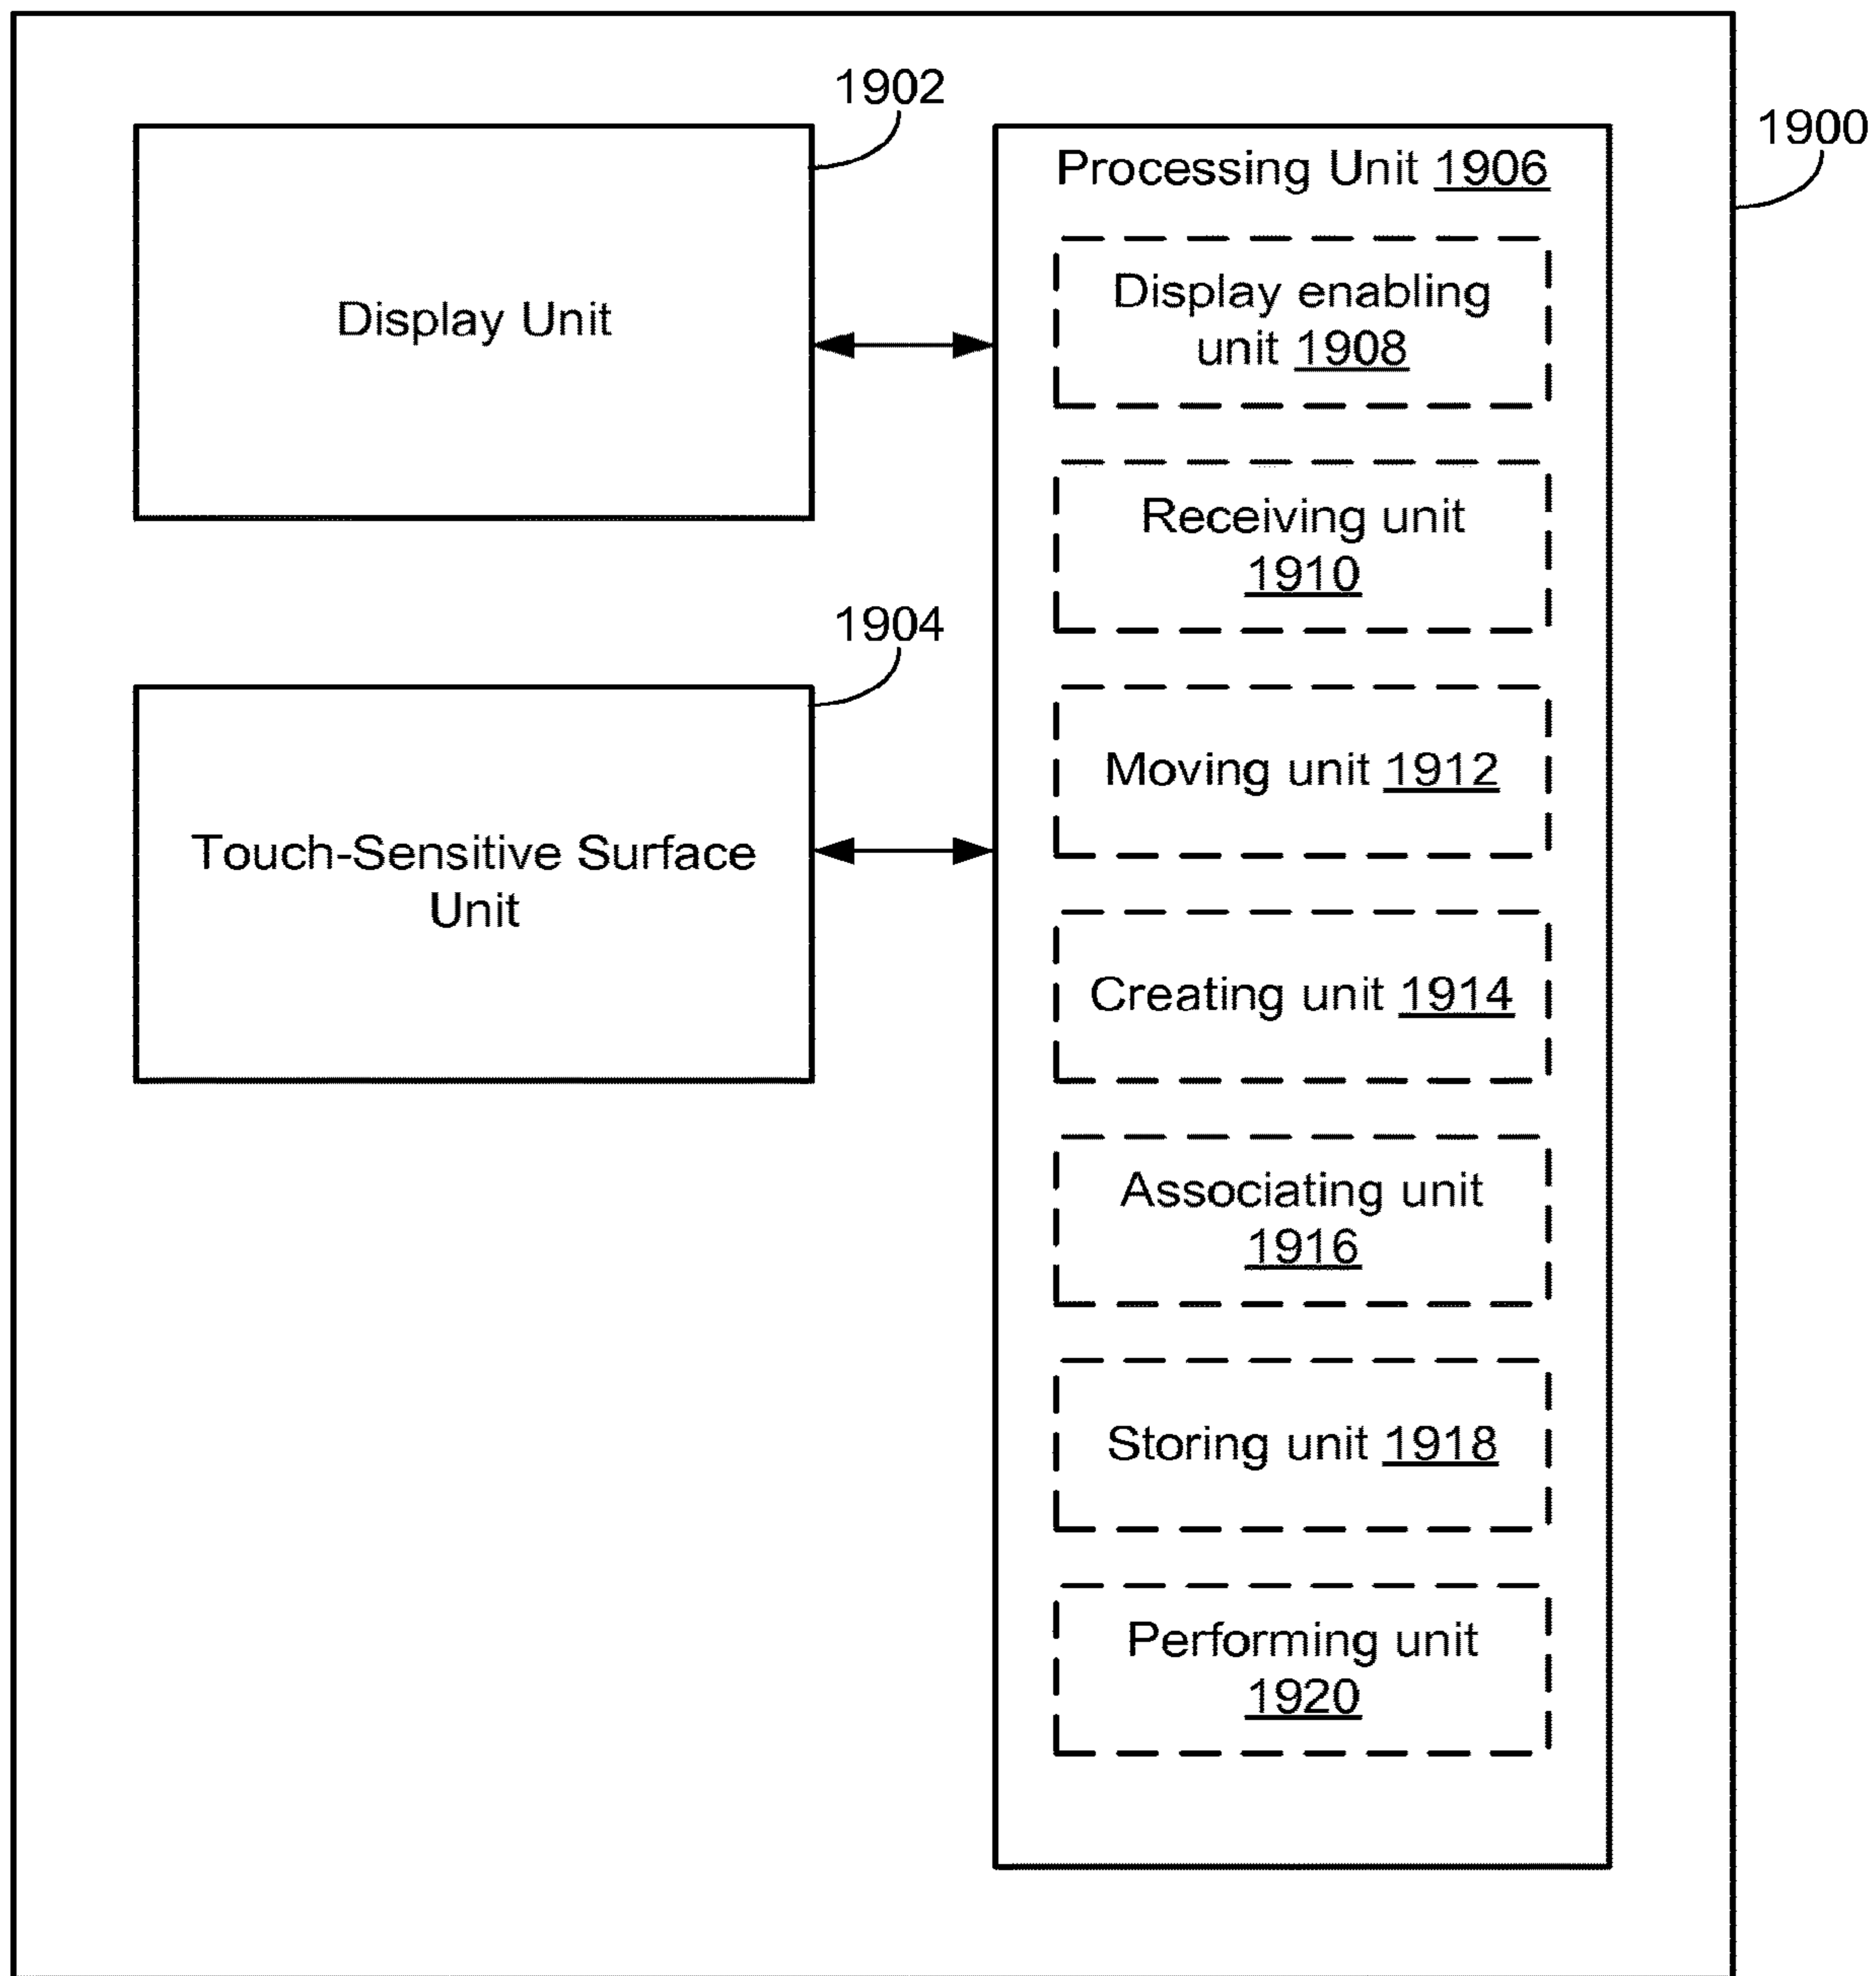 1902
1900
Processing Unit 1906
Display Unit
Display enabling
unit 1908
Receiving unit
1910
1904
Moving unit 1912
Touch-Sensitive Surface
Unit
Creating unit 1914
Associating unit
1916
Storing unit 1918
Performing unit
1920